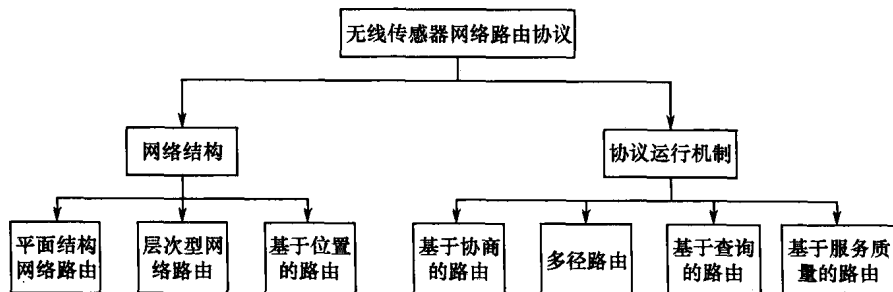 无线传感器网络路由协议
网络结构
协议运行机制
平面结构
网络路由
层次型网
络路由
基于位置
的路由
基于协商
的路由
多径路由
基于查询
的路由
基于服务质
量的路由